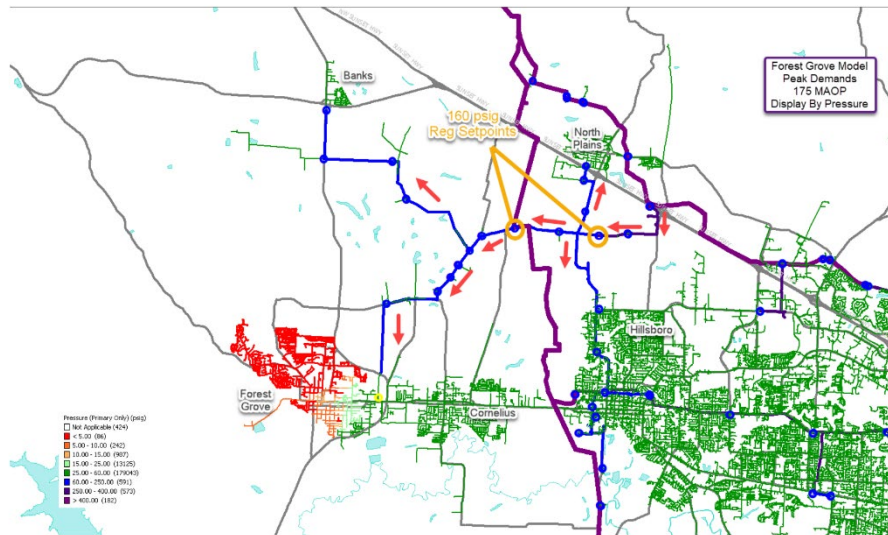 Forest Grove Model
Peak Demands
175 MAOP
Display By Pressure
Banks
160 psig
Reg Setpoints
North
Plains
Hillsboro
Forest
Grove
Cornelius
Pressure (Primary Only) (psig)
Not Applicable (424)
< 5.00 (86)
5.00 - 10.00 (242)
10.00 - 15.00 (987)
15.00 - 25.00 (13125)
25.00 - 60.00 (179043)
60.00 - 250.00 (591)
250.00 - 400.00 (573)
> 400.00 (182)